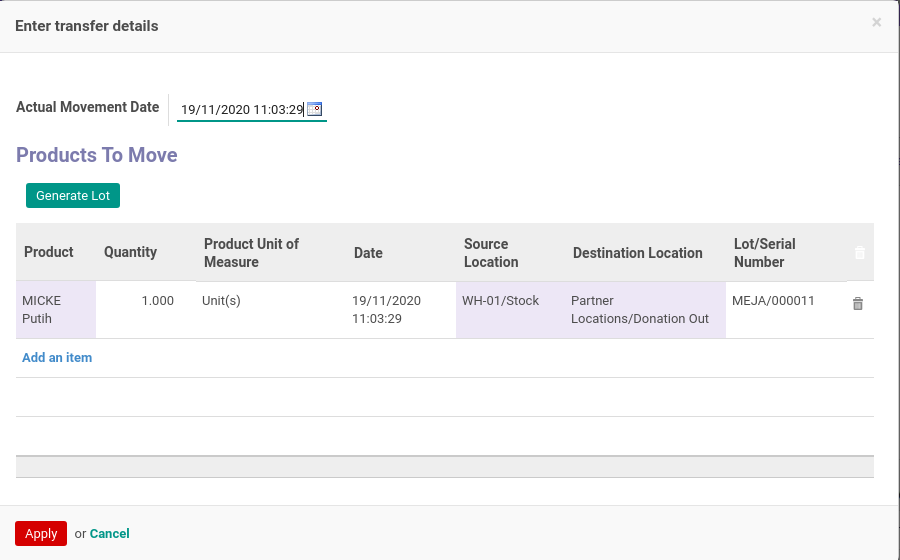 Enter transfer details
×
Actual Movement Date
19/11/2020 11:03:29
Products To Move
Generate Lot
Product
Quantity
Product Unit of
Measure
Date
Source
Location
Destination Location
Lot/Serial
Number
MICKE
Putih
1.000
Unit(s)
19/11/2020
11:03:29
WH-01/Stock
Partner
Locations/Donation Out
MEJA/000011
Add an item
Apply or Cancel